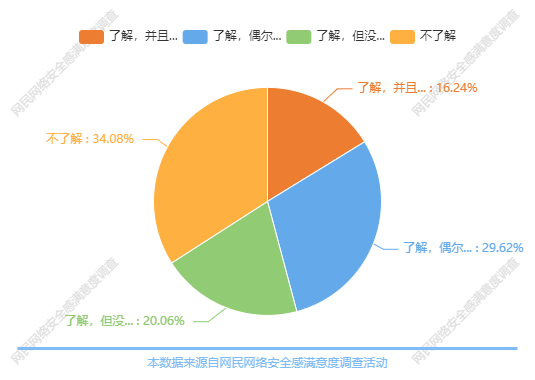 了解，并且... 了解，偶尔... 了解，但没... 不了解
了解，并且... : 16.24%
不了解 : 34.08%
了解，偶尔... : 29.62%
了解，但没... : 20.06%
本数据来源自网民网络安全感满意度调查活动
网民网络安全感满意度调查
网民网络安全感满意度调查
网民网络安全感满意度调查
网民网络安全感满意度调查